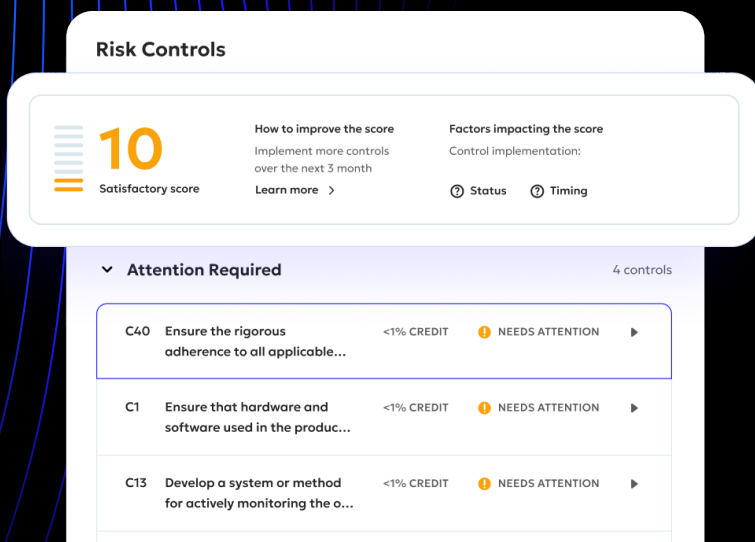 Risk Controls
10
Satisfactory score
How to improve the score
Implement more controls
over the next 3 month
Learn more
Factors impacting the score
Control implementation:
Status
Timing
Attention Required
4 controls
C40 Ensure the rigorous <1% CREDIT NEEDS ATTENTION
adherence to all applicable...
C1 Ensure that hardware and <1% CREDIT NEEDS ATTENTION
software used in the produc...
C13 Develop a system or method <1% CREDIT NEEDS ATTENTION
for actively monitoring the o...